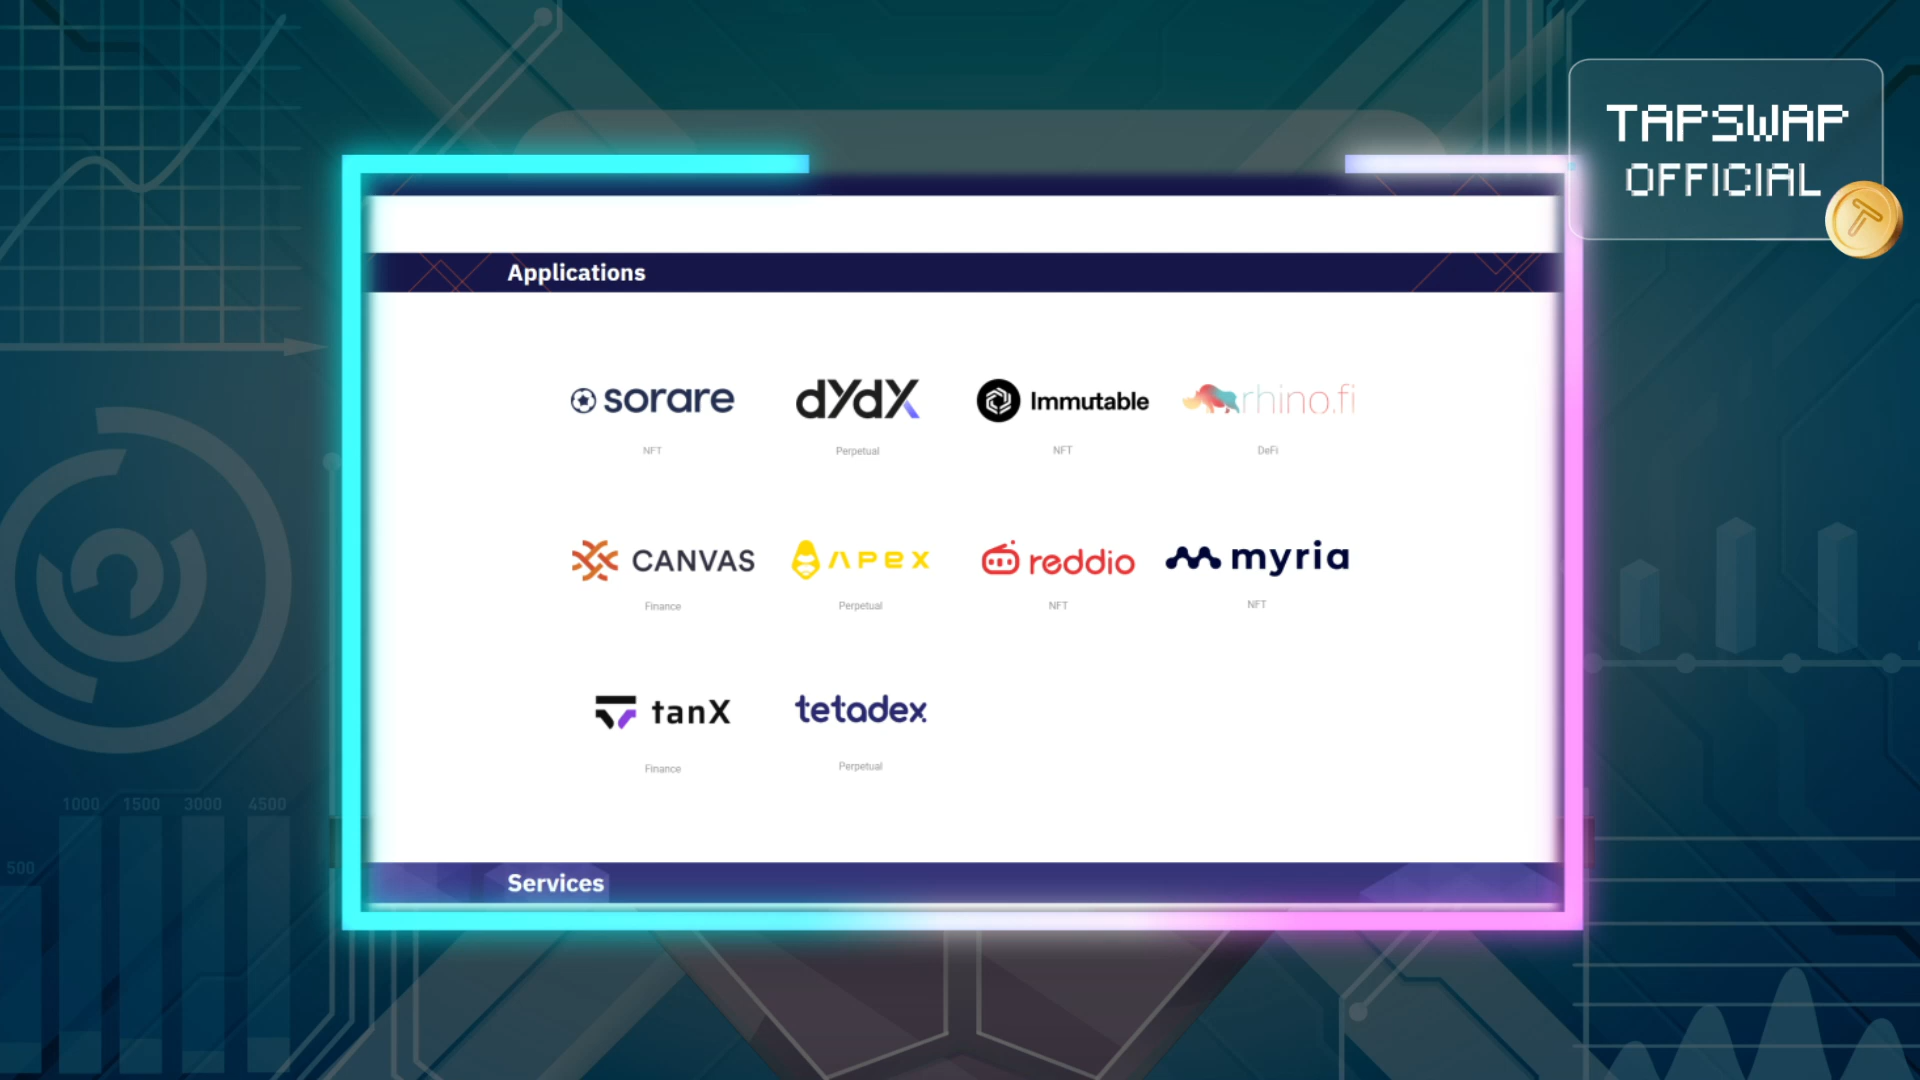 TAPSWAP
OFFICIAL
Applications
sorare
dYdX
Immutable
rhino.fi
NFT
Perpetual
NFT
DeFi
CANVAS
APEX
reddio
myria
Finance
Perpetual
NFT
NFT
tanX
tetadex
Finance
Perpetual
1000 1500 3000 4500
500
Services